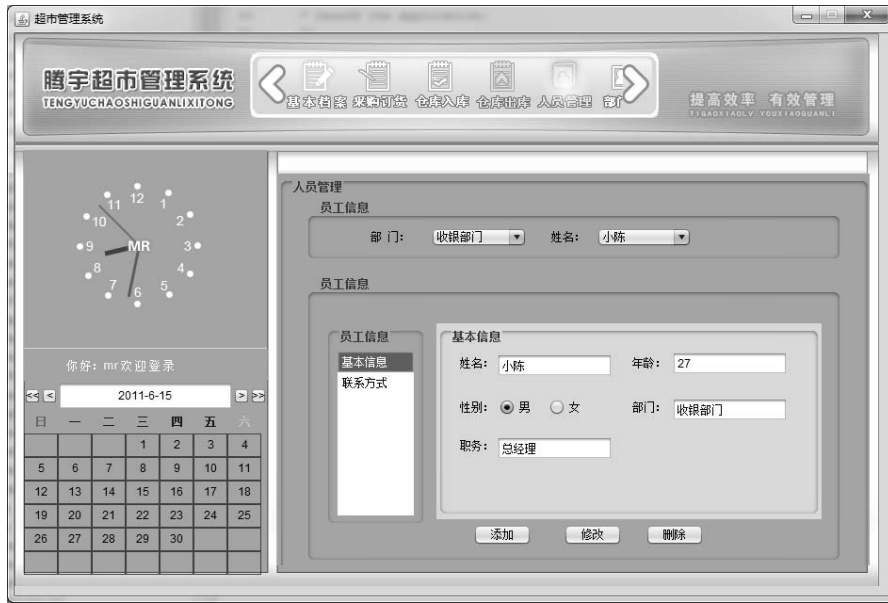 超市管理系统
腾宇超市管理系统
TENGYUCHAOSHIGUANLIXITONG
基本档案 采购订货 仓库入库 仓库出库 人员管理 部门
提高效率 有效管理
TIGAOXIAOLV YOUXIAOGUANLI
12
11 1
10 2
9 MR 3
8 4
7 6 5
你好：mr欢迎登录
<< < 2011-6-15 > >>
日 一 二 三 四 五 六
1 2 3 4
5 6 7 8 9 10 11
12 13 14 15 16 17 18
19 20 21 22 23 24 25
26 27 28 29 30
人员管理
员工信息
部 门： 收银部门 姓名： 小陈
员工信息
员工信息
基本信息
联系方式
基本信息
姓名： 小陈 年龄： 27
性别： 男 女 部门： 收银部门
职务： 总经理
添加 修改 删除